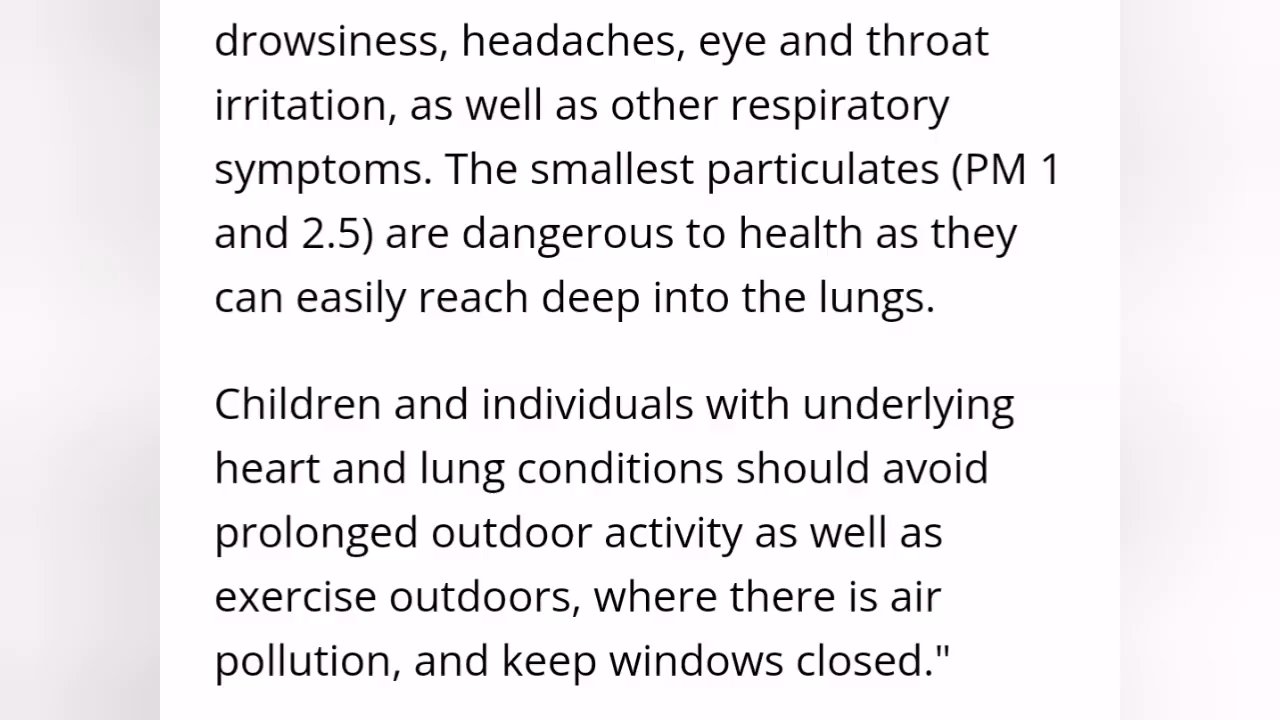 drowsiness, headaches, eye and throat
irritation, as well as other respiratory
symptoms. The smallest particulates (PM 1
and 2.5) are dangerous to health as they
can easily reach deep into the lungs.
Children and individuals with underlying
heart and lung conditions should avoid
prolonged outdoor activity as well as
exercise outdoors, where there is air
pollution, and keep windows closed."